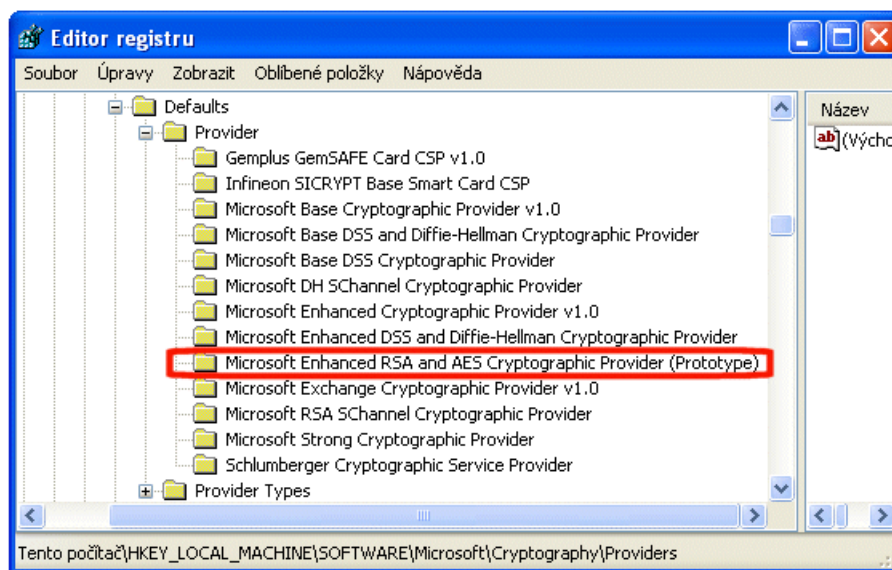 Editor registru
Soubor Úpravy Zobrazit Oblíbené položky Nápověda
Defaults
Provider
Gemplus GemSAFE Card CSP v1.0
Infineon SICRYPT Base Smart Card CSP
Microsoft Base Cryptographic Provider v1.0
Microsoft Base DSS and Diffie-Hellman Cryptographic Provider
Microsoft Base DSS Cryptographic Provider
Microsoft DH SChannel Cryptographic Provider
Microsoft Enhanced Cryptographic Provider v1.0
Microsoft Enhanced DSS and Diffie-Hellman Cryptographic Provider
Microsoft Enhanced RSA and AES Cryptographic Provider (Prototype)
Microsoft Exchange Cryptographic Provider v1.0
Microsoft RSA SChannel Cryptographic Provider
Microsoft Strong Cryptographic Provider
Schlumberger Cryptographic Service Provider
Provider Types
Název
ab (Výcho
Tento počítač\HKEY_LOCAL_MACHINE\SOFTWARE\Microsoft\Cryptography\Providers